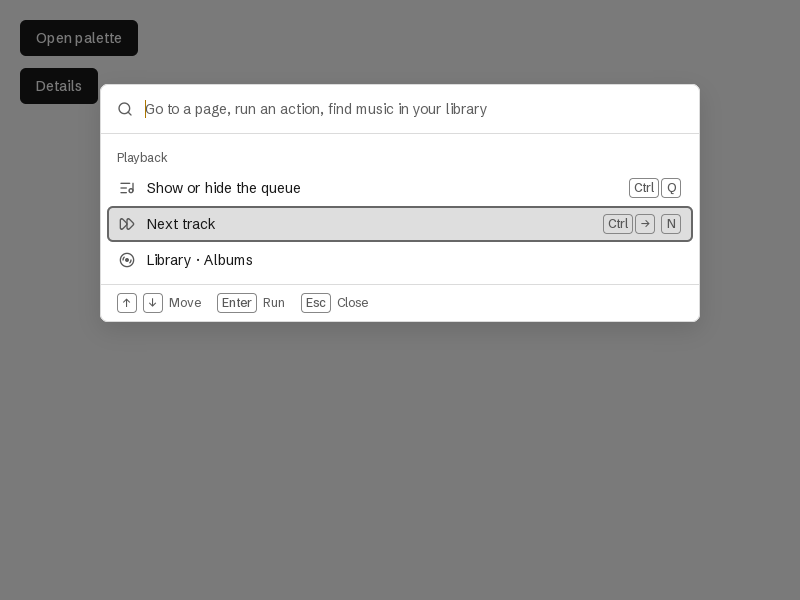 Open palette
Details
Go to a page, run an action, find music in your library
Playback
Show or hide the queue Ctrl Q
Next track Ctrl → N
Library · Albums
↑ ↓ Move Enter Run Esc Close